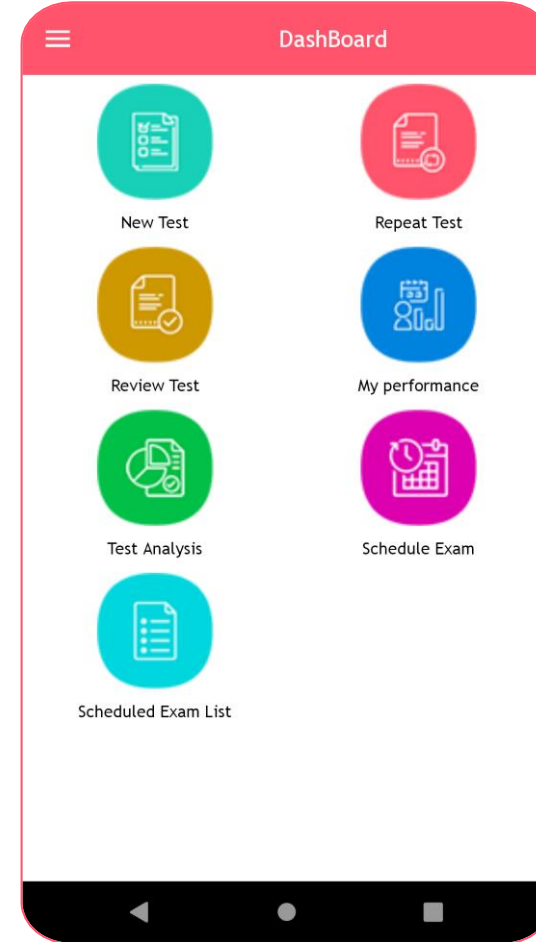 DashBoard
New Test
Repeat Test
Review Test
My performance
Test Analysis
Schedule Exam
Scheduled Exam List